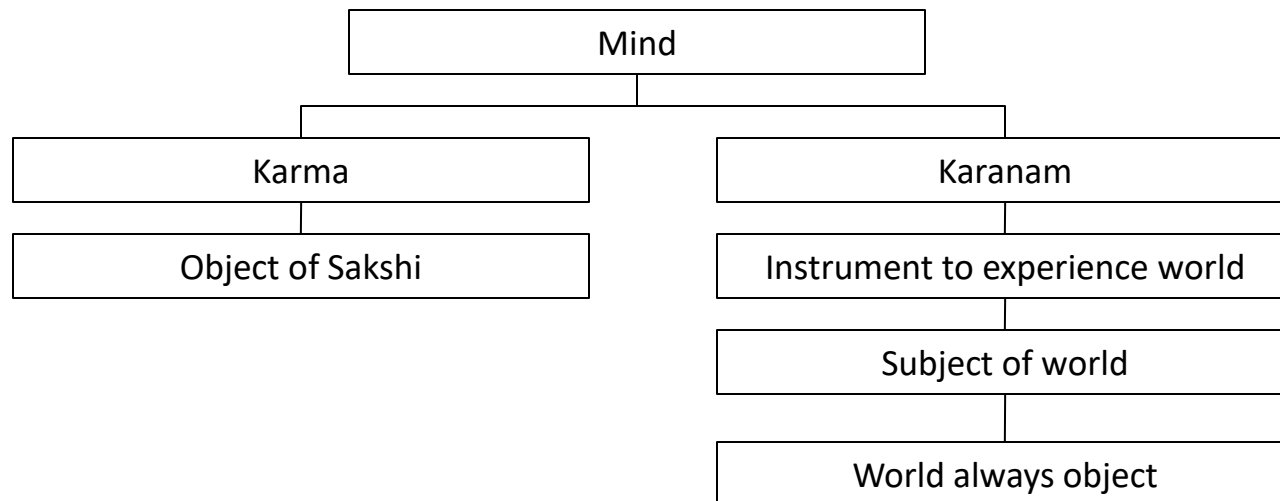 Mind
Karma
Karanam
Object of Sakshi
Instrument to experience world
Subject of world
World always object